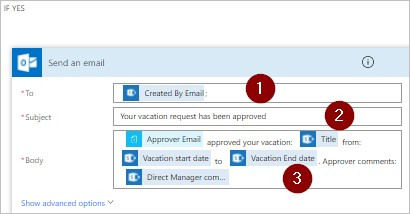 IF YES
Send an email
* To
Created By Email ;
1
* Subject
Your vacation request has been approved
2
Approver Email approved your vacation: Title from:
* Body
Vacation start date to Vacation End date . Approver comments:
Direct Manager com...
3
Show advanced options